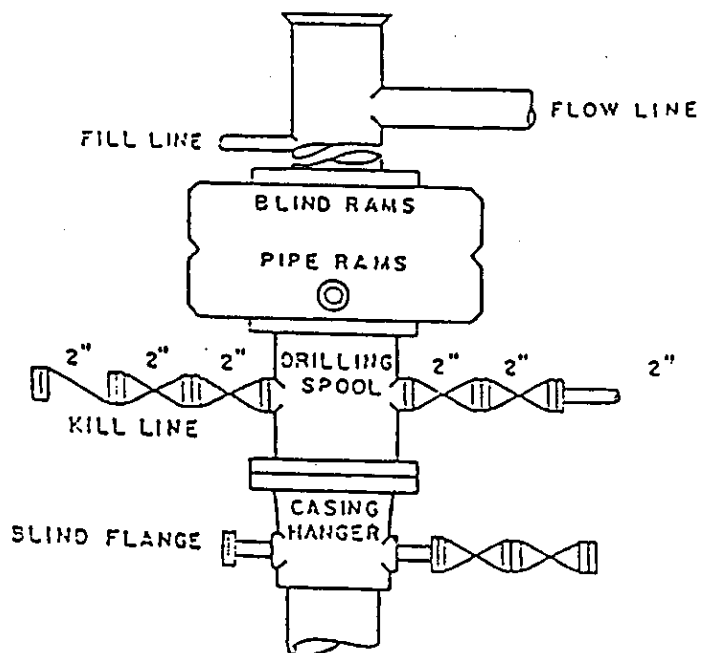 FLOW LINE
FILL LINE
BLIND RAMS
PIPE RAMS
2" 2" 2" DRILLING SPOOL 2" 2" 2"
KILL LINE
CASING
HANGER
BLIND FLANGE